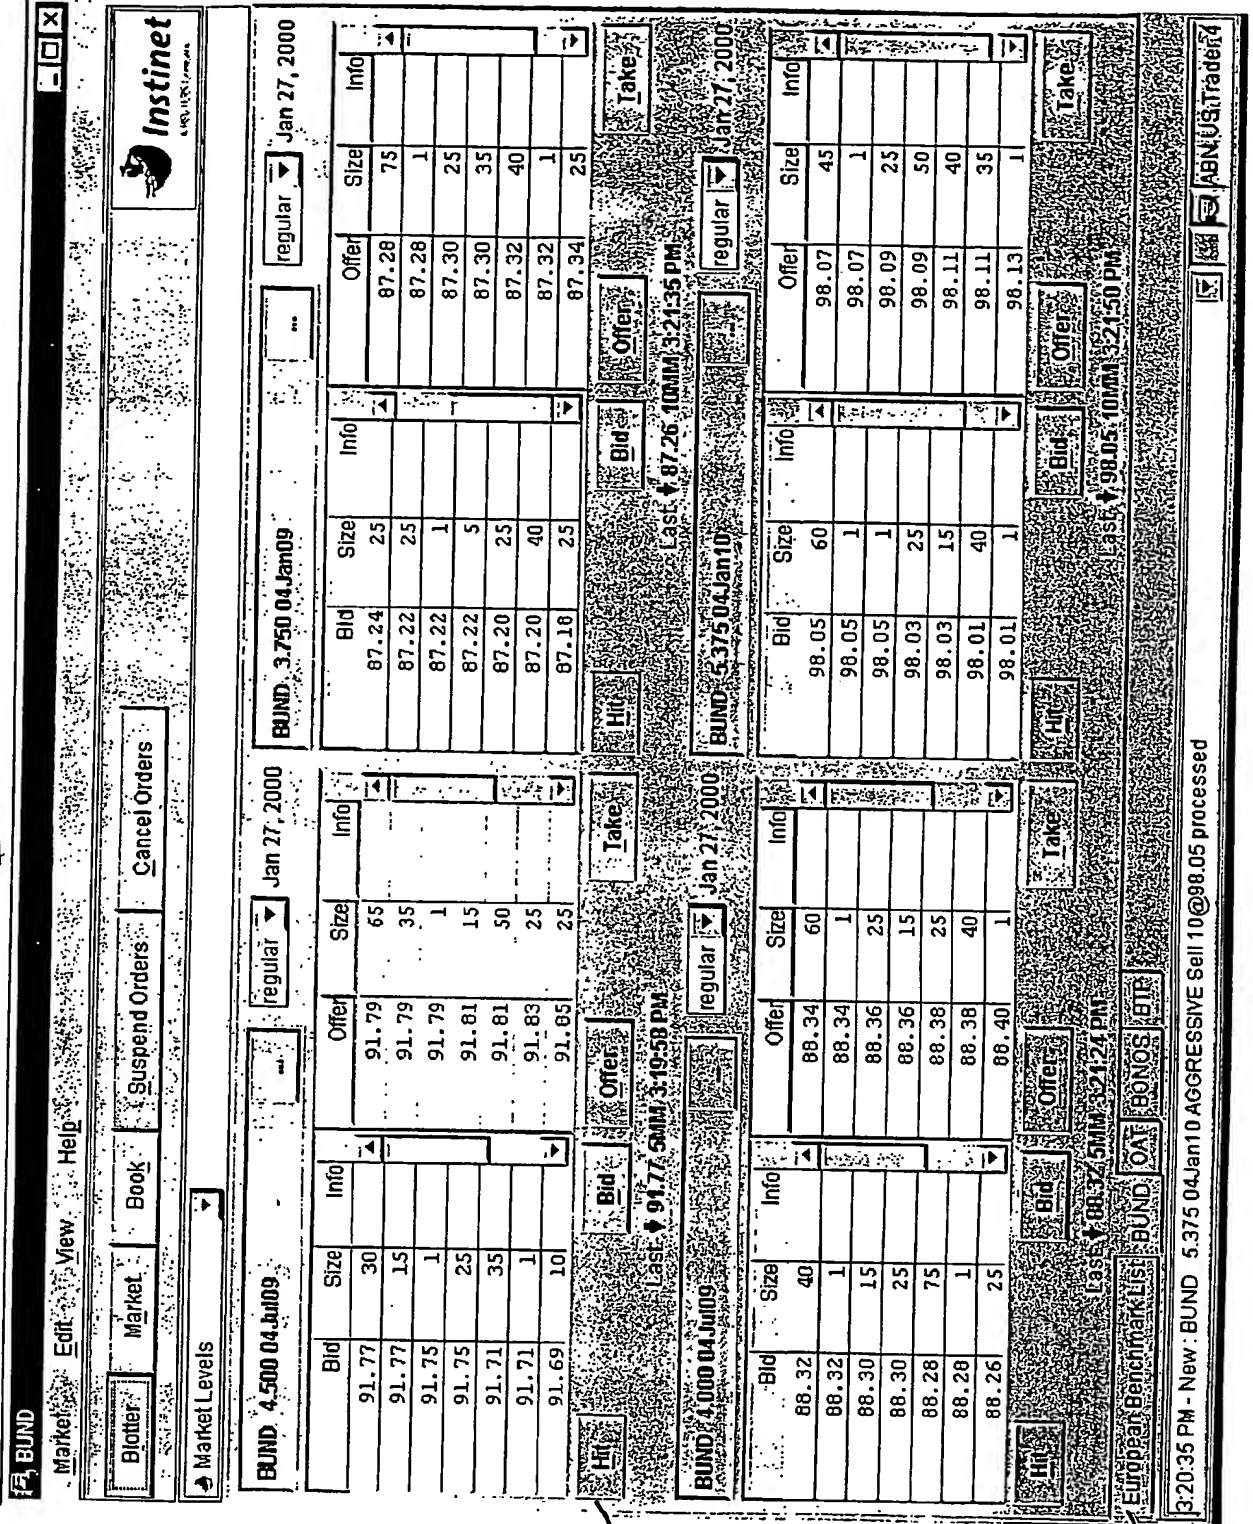 BUND
Market Edit View Help
Instinet
Blotter Market Book Suspend Orders Cancel Orders
Market Levels
BUND 4.500 04Jul09 ... regular Jan 27, 2000
Bid Size Info Offer Size Info
91.77 30 91.79 65
91.77 15 91.79 35
91.75 1 91.79 1
91.75 25 91.81 15
91.71 35 91.81 50
91.71 1 91.83 25
91.69 10 91.85 25
Hit Bid Offer Take
Last 91.77 5MM 3:19:58 PM
BUND 3.750 04Jan09 ... regular Jan 27, 2000
Bid Size Info Offer Size Info
87.24 25 87.28 75
87.22 25 87.28 1
87.22 1 87.30 25
87.22 5 87.30 35
87.20 25 87.32 40
87.20 40 87.32 1
87.18 25 87.34 25
Hit Bid Offer Take
Last 87.26 10MM 3:21:35 PM
BUND 4.000 04Jul09 ... regular Jan 27, 2000
Bid Size Info Offer Size Info
88.32 40 88.34 60
88.32 1 88.34 1
88.30 15 88.36 25
88.30 25 88.36 15
88.28 75 88.38 25
88.28 1 88.38 40
88.26 25 88.40 1
Hit Bid Offer Take
Last 88.32 5MM 3:21:24 PM
BUND 5.375 04Jan10 ... regular Jan 27, 2000
Bid Size Info Offer Size Info
98.05 60 98.07 45
98.05 1 98.07 1
98.05 1 98.09 25
98.03 25 98.09 50
98.03 15 98.11 40
98.01 40 98.11 35
98.01 1 98.13 1
Hit Bid Offer Take
Last 98.05 10MM 3:21:50 PM
European Benchmark List BUND OAT BONOS BTP
3:20:35 PM - New : BUND 5.375 04Jan10 AGGRESSIVE Sell 10@98.05 processed
ABN.US.Trader4